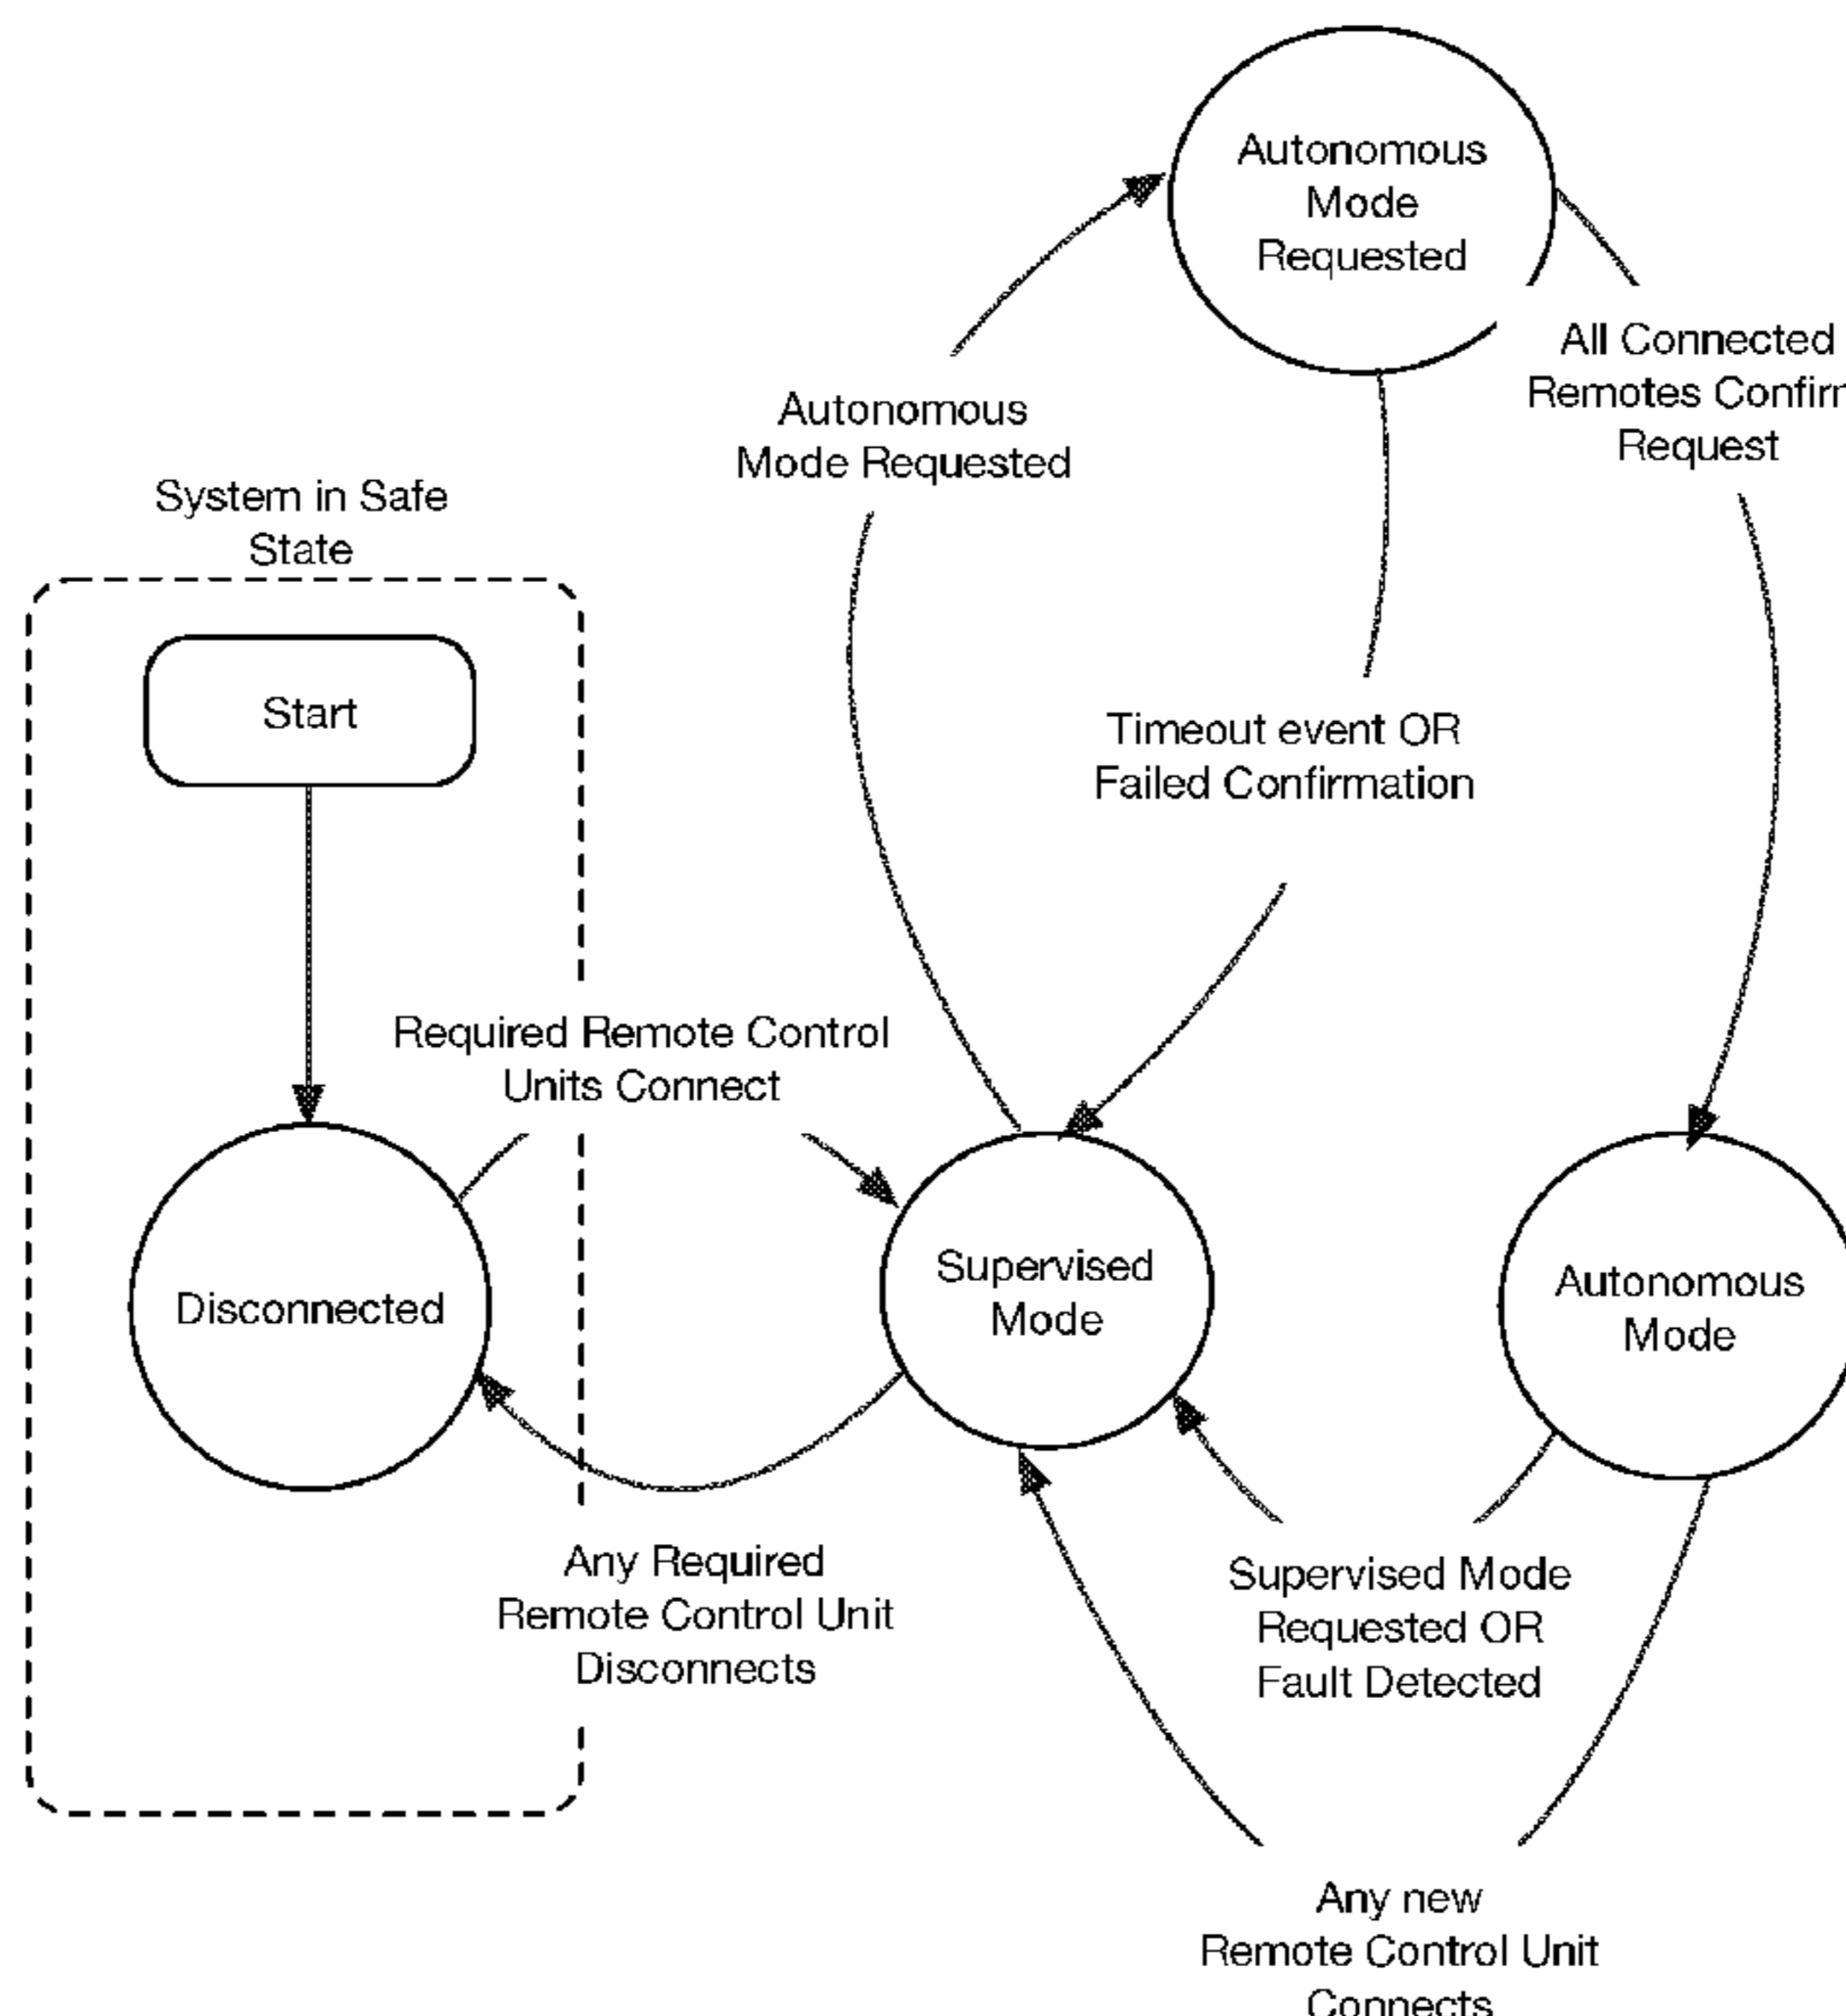 Autonomous
Mode
Requested
All Connected
Remotes Confirm
Request
Autonomous
Mode Requested
System in Safe
State
Start
Timeout event OR
Failed Confirmation
Required Remote Control
Units Connect
Disconnected
Supervised
Mode
Autonomous
Mode
Any Required
Remote Control Unit
Disconnects
Supervised Mode
Requested OR
Fault Detected
Any new
Remote Control Unit
Connects